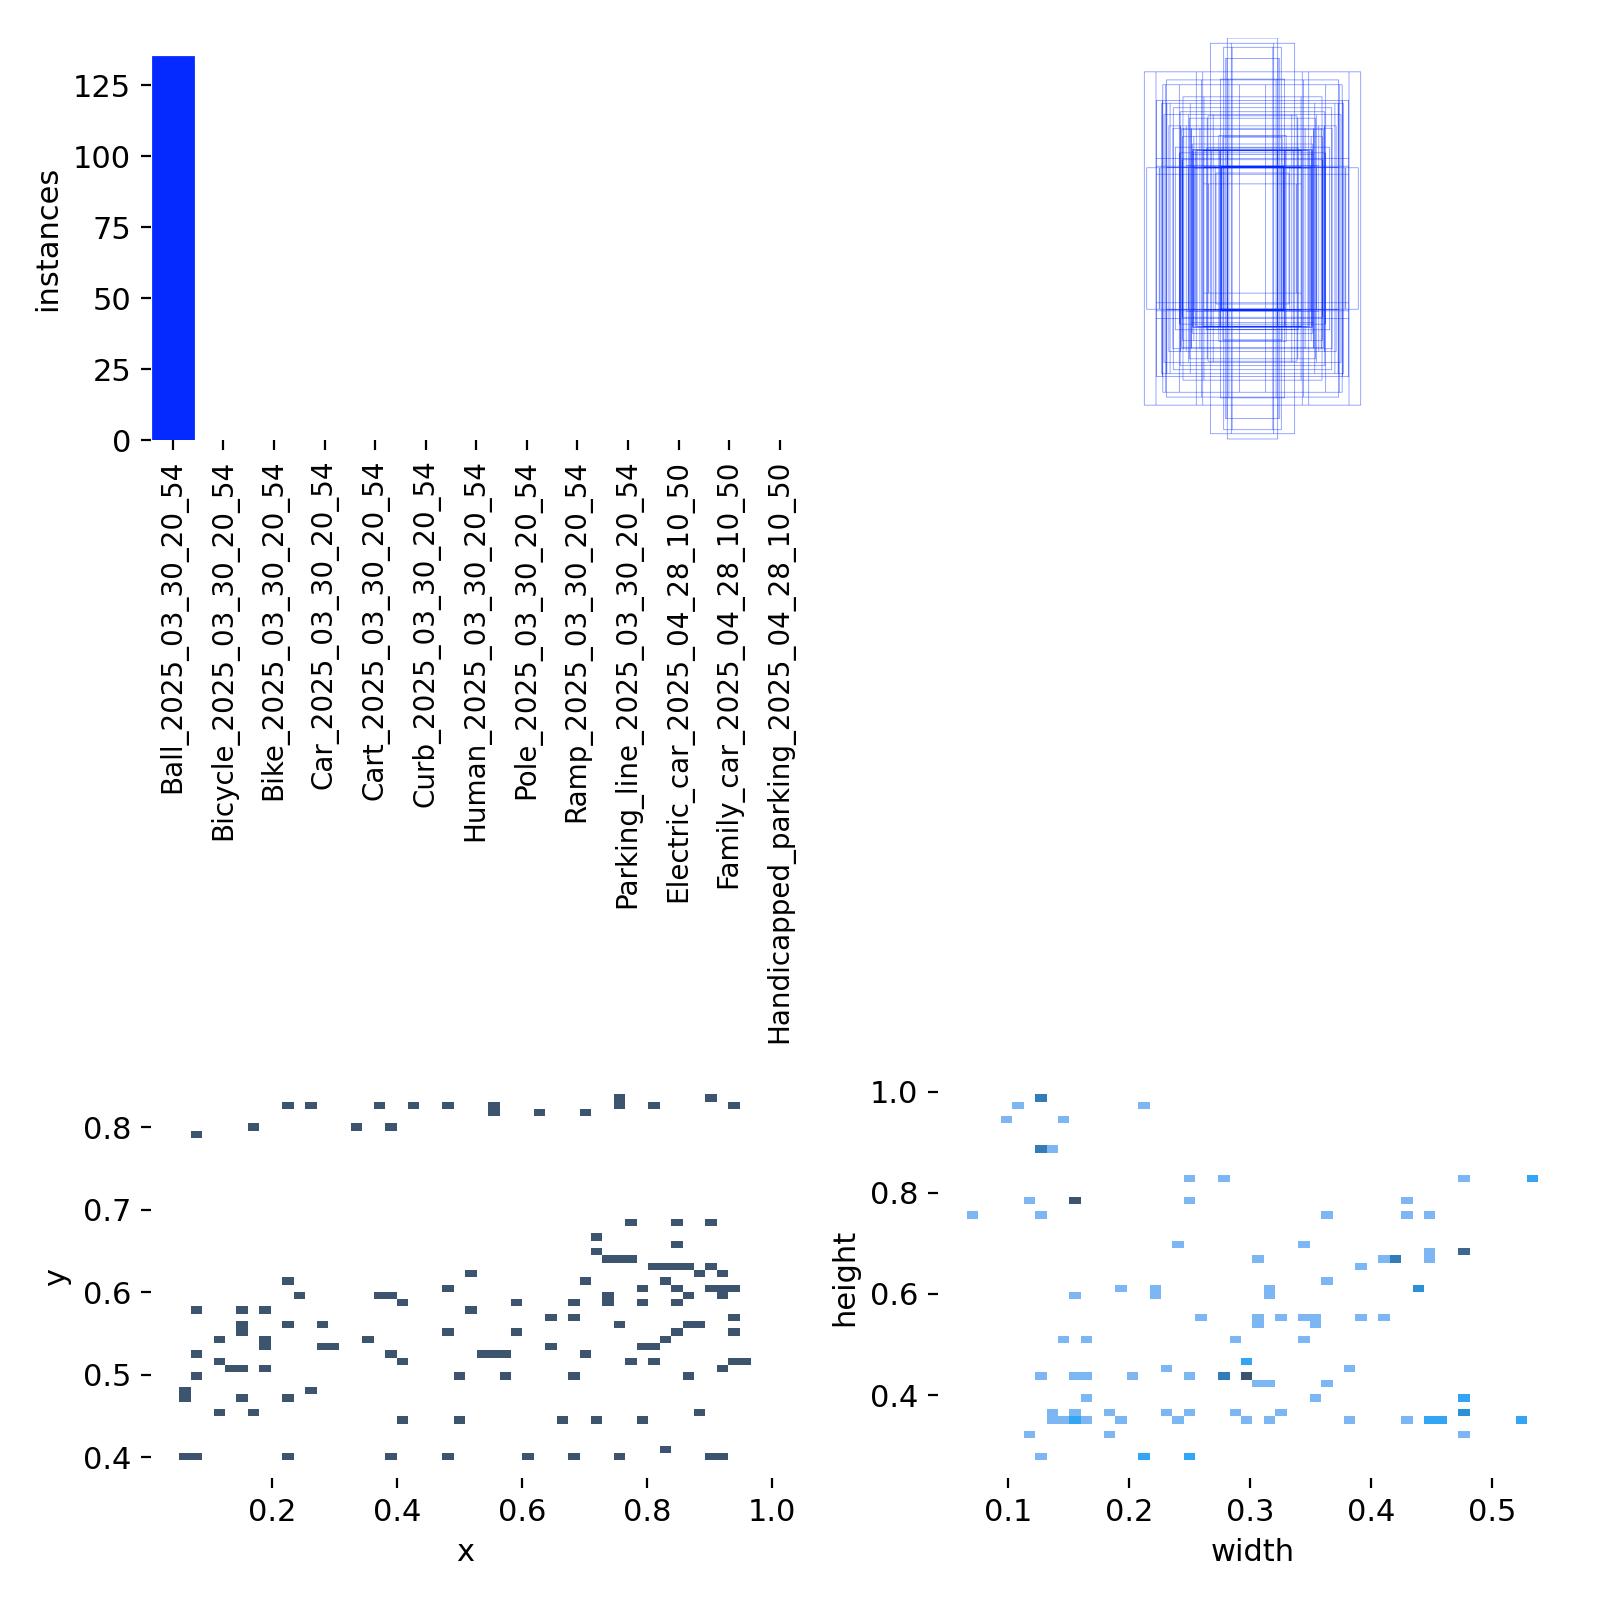 instances
125
100
75
50
25
0
Ball_2025_03_30_20_54
Bicycle_2025_03_30_20_54
Bike_2025_03_30_20_54
Car_2025_03_30_20_54
Cart_2025_03_30_20_54
Curb_2025_03_30_20_54
Human_2025_03_30_20_54
Pole_2025_03_30_20_54
Ramp_2025_03_30_20_54
Parking_line_2025_03_30_20_54
Electric_car_2025_04_28_10_50
Family_car_2025_04_28_10_50
Handicapped_parking_2025_04_28_10_50
y
0.8
0.7
0.6
0.5
0.4
0.2
0.4
0.6
0.8
1.0
x
height
1.0
0.8
0.6
0.4
0.1
0.2
0.3
0.4
0.5
width